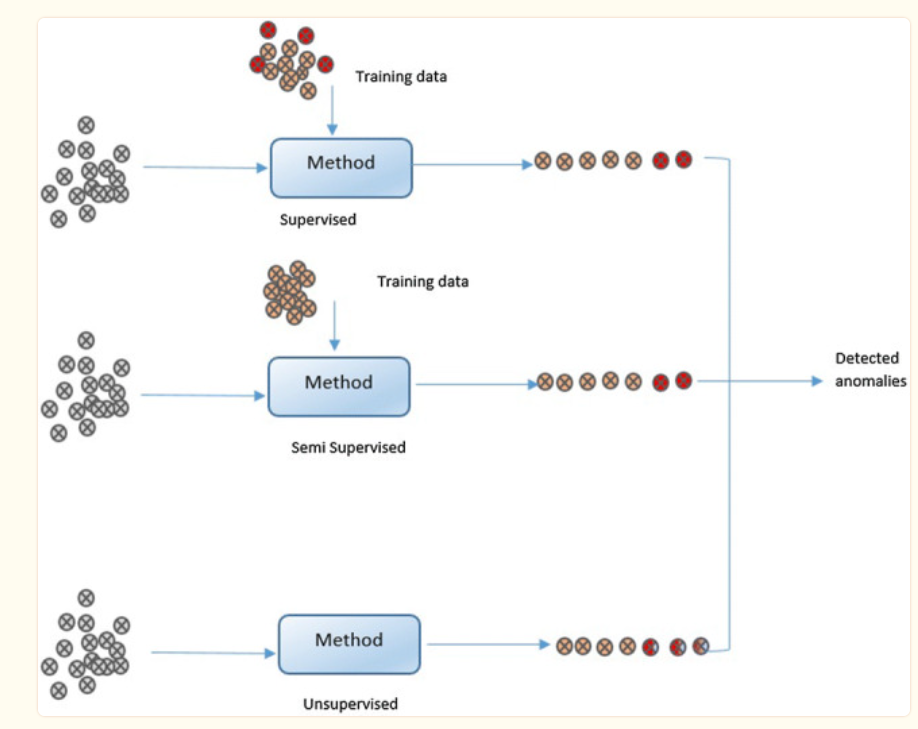 Training data
Method
Supervised
Training data
Method
Semi Supervised
Detected
anomalies
Method
Unsupervised